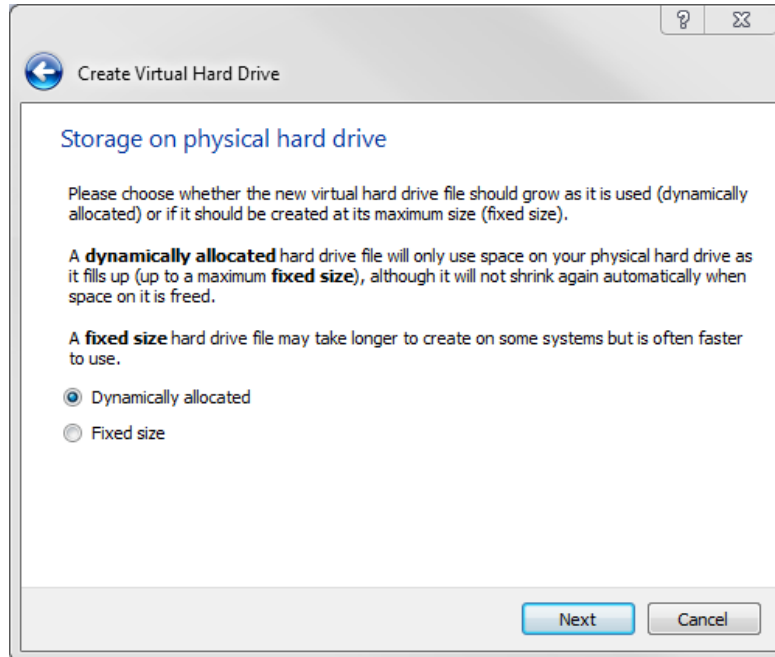 Create Virtual Hard Drive
Storage on physical hard drive
Please choose whether the new virtual hard drive file should grow as it is used (dynamically
allocated) or if it should be created at its maximum size (fixed size).
A dynamically allocated hard drive file will only use space on your physical hard drive as
it fills up (up to a maximum fixed size), although it will not shrink again automatically when
space on it is freed.
A fixed size hard drive file may take longer to create on some systems but is often faster
to use.
Dynamically allocated
Fixed size
Next Cancel